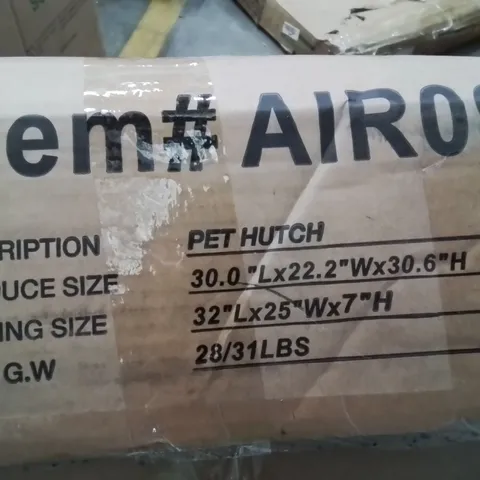 em# AIR0
RIPTION PET HUTCH
UCE SIZE 30.0 "Lx22.2"Wx30.6"H
ING SIZE 32"Lx25"Wx7"H
G.W 28/31LBS